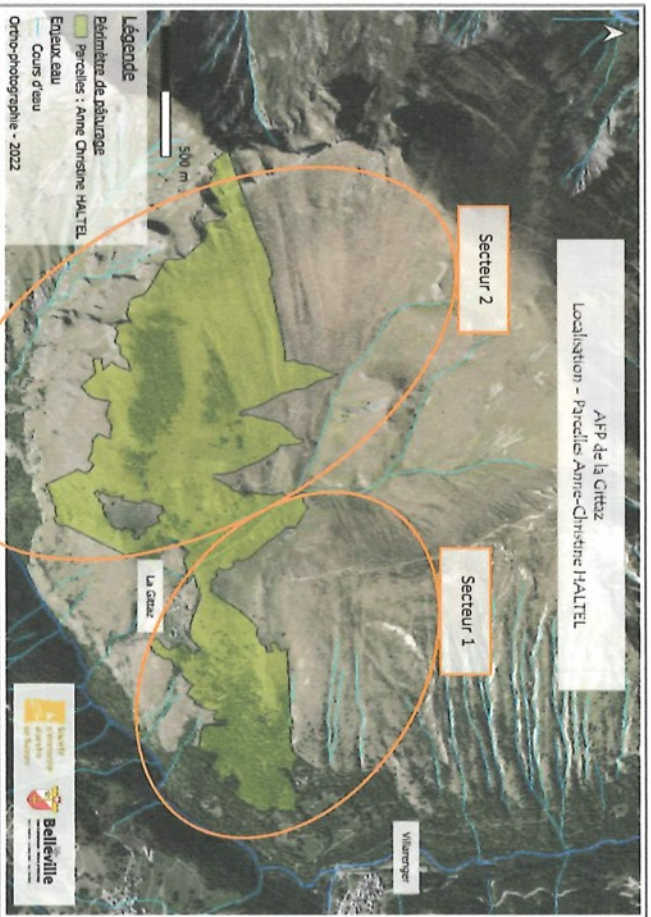 AFP de la Gittaz
Localisation - Parcelles Anne-Christine HALTEL
Secteur 2
Secteur 1
500 m
Légende
Périmètre de pâturage
Parcelles : Anne Christine HALTEL
Enjeux eau
Cours d'eau
Ortho-photographie - 2022
La Gittaz
Villarenger
Belleville